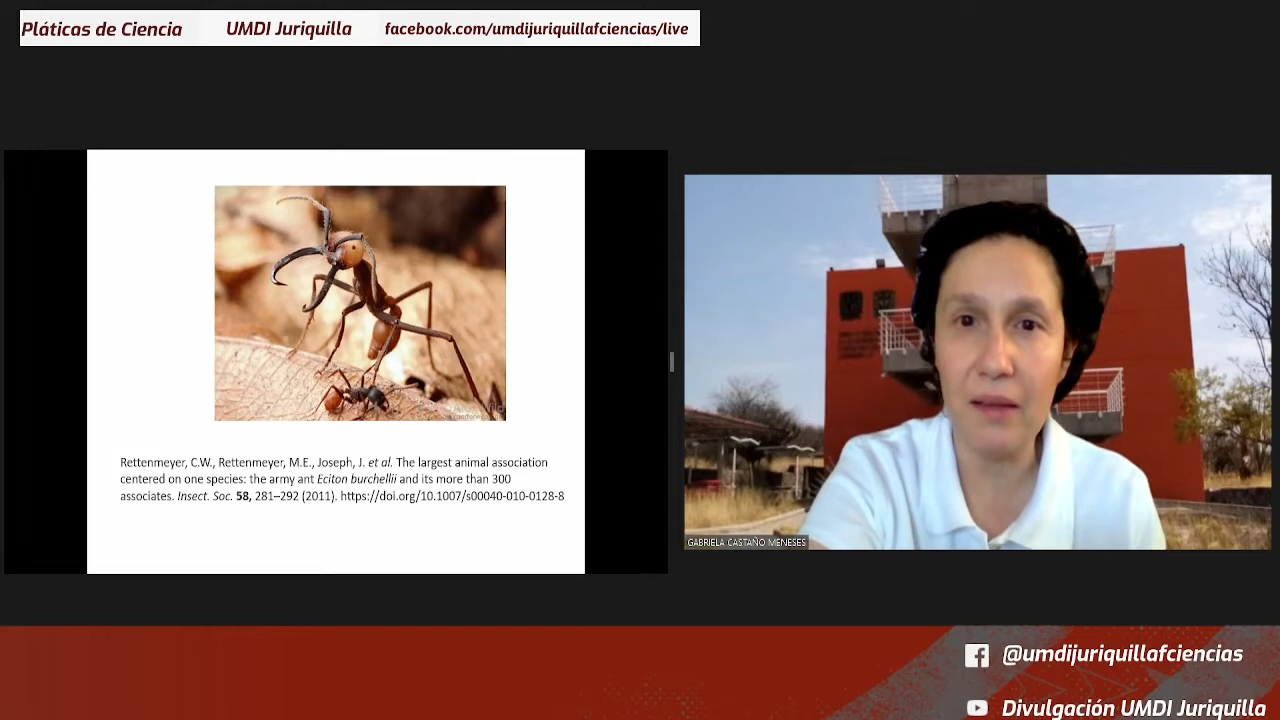 Pláticas de Ciencia UMDI Juriquilla facebook.com/umdijuriquillafciencias/live
Rettenmeyer, C.W., Rettenmeyer, M.E., Joseph, J. et al. The largest animal association
centered on one species: the army ant Eciton burchellii and its more than 300
associates. Insect. Soc. 58, 281–292 (2011). https://doi.org/10.1007/s00040-010-0128-8
GABRIELA CASTAÑO MENESES
@umdijuriquillafciencias
Divulgación UMDI Juriquilla